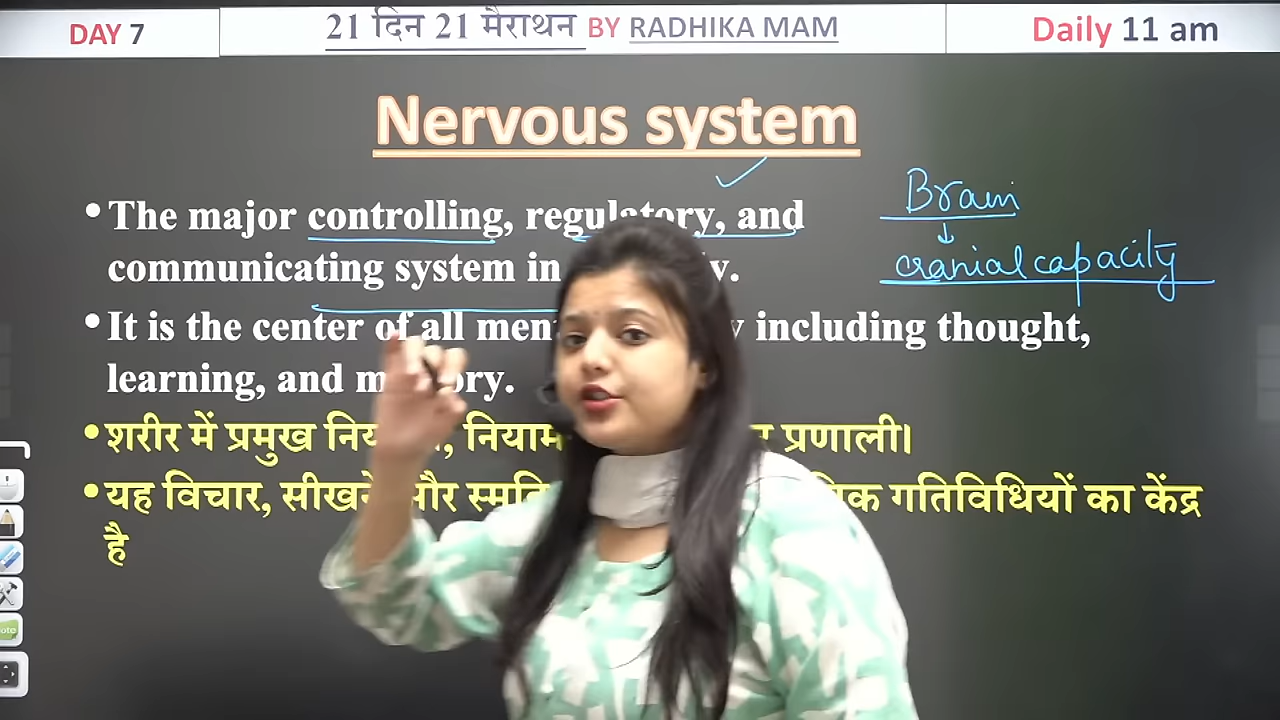 DAY 7
21 दिन 21 मैराथन BY RADHIKA MAM
Daily 11 am
Nervous system
Brain
cranial capacity
• The major controlling, regulatory, and
communicating system in
• It is the center of all including thought,
learning, and memory.
• शरीर में प्रमुख प्रणाली।
• यह विचार, सीखने और गतिविधियों का केंद्र
है